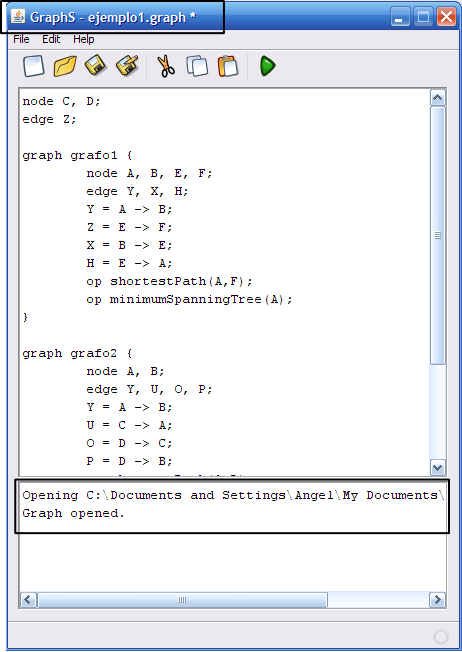 GraphS - ejemplo1.graph *
File Edit Help
node C, D;
edge Z;
graph grafo1 {
node A, B, E, F;
edge Y, X, H;
Y = A -> B;
Z = E -> F;
X = B -> E;
H = E -> A;
op shortestPath(A,F);
op minimumSpanningTree(A);
}
graph grafo2 {
node A, B;
edge Y, U, O, P;
Y = A -> B;
U = C -> A;
O = D -> C;
P = D -> B;
Opening C:\Documents and Settings\Angel\My Documents\
Graph opened.